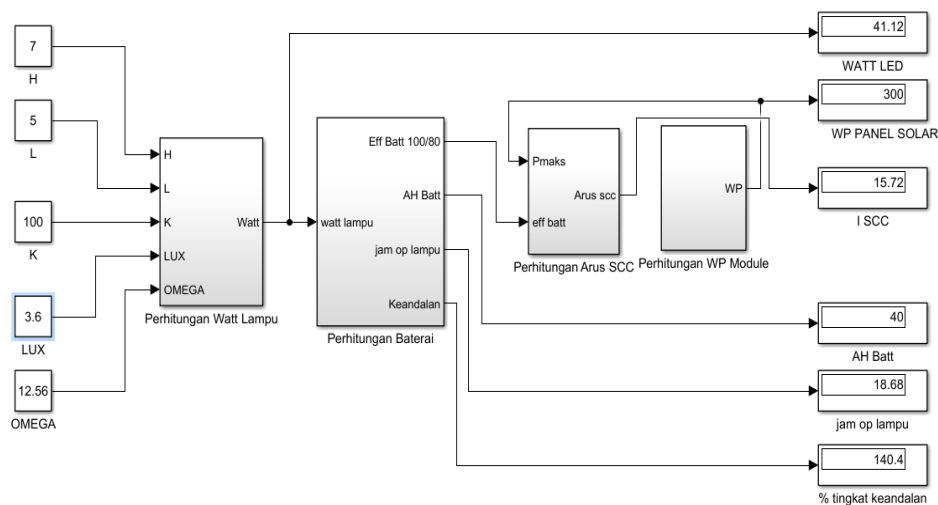 7
H
5
L
100
K
3.6
LUX
12.56
OMEGA
H
L
K
LUX
OMEGA
Watt
Perhitungan Watt Lampu
watt lampu
Eff Batt 100/80
AH Batt
jam op lampu
Keandalan
Perhitungan Baterai
Pmaks
eff batt
Arus scc
Perhitungan Arus SCC
WP
Perhitungan WP Module
41.12
WATT LED
300
WP PANEL SOLAR
15.72
I SCC
40
AH Batt
18.68
jam op lampu
140.4
% tingkat keandalan